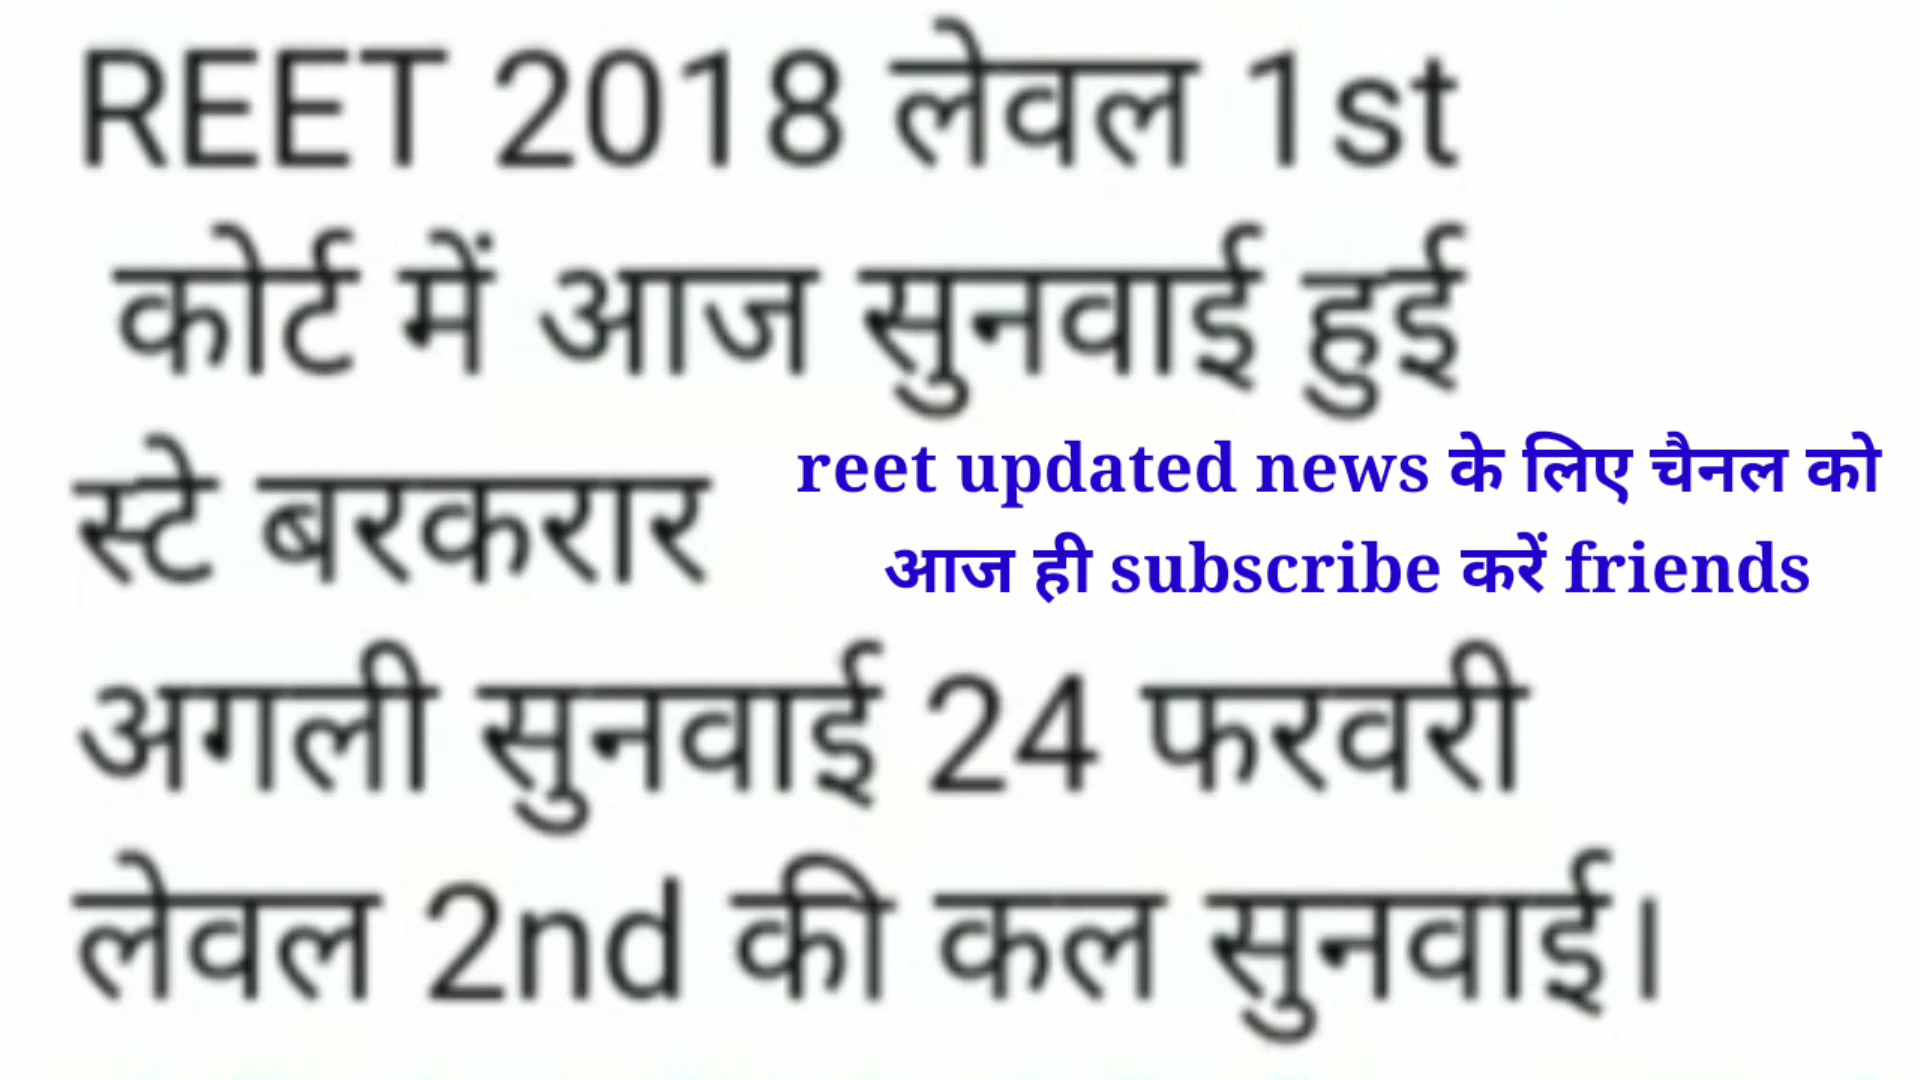 REET 2018 लेवल 1st
कोर्ट में आज सुनवाई हुई
स्टे बरकरार
reet updated news के लिए चैनल को
आज ही subscribe करें friends
अगली सुनवाई 24 फरवरी
लेवल 2nd की कल सुनवाई।